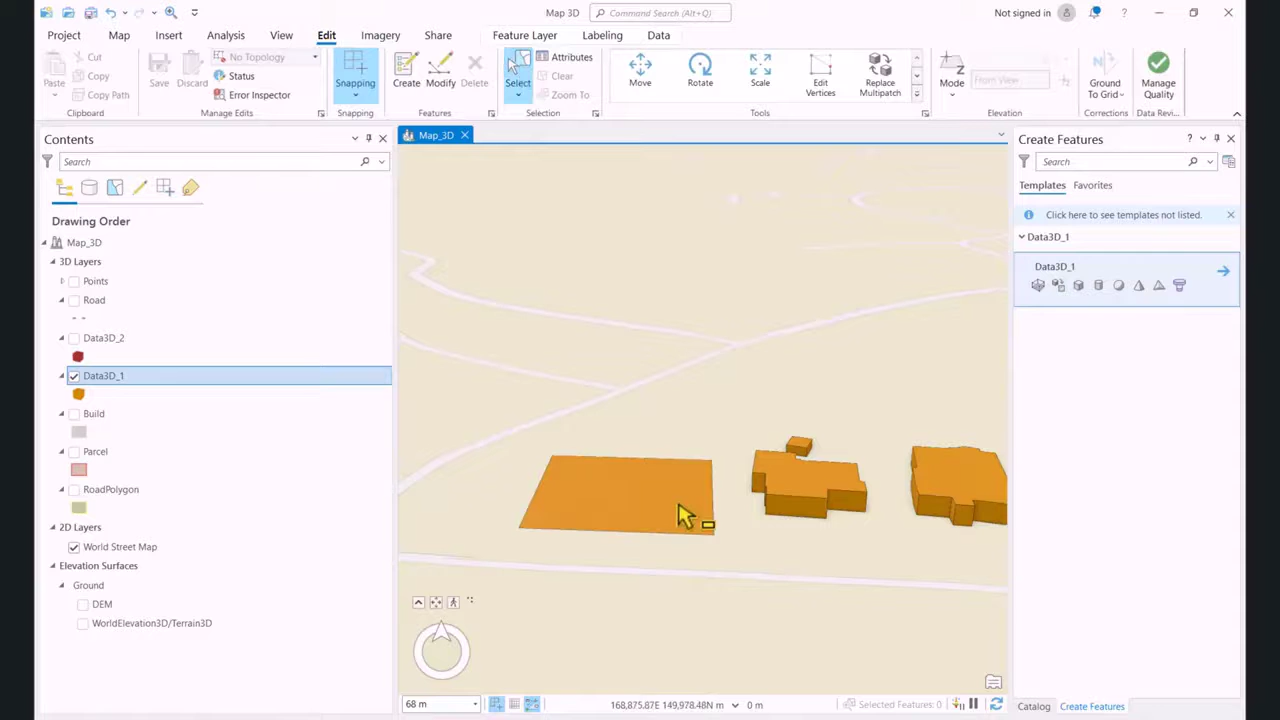 Map 3D
Command Search (Alt+Q)
Not signed in
?
Project
Map
Insert
Analysis
View
Edit
Imagery
Share
Feature Layer
Labeling
Data
Paste
Cut
Copy
Copy Path
Clipboard
Save
Discard
No Topology
Status
Error Inspector
Manage Edits
Snapping
Snapping
Create
Modify
Delete
Features
Select
Attributes
Clear
Zoom To
Selection
Move
Rotate
Scale
Edit
Vertices
Replace
Multipatch
Tools
Mode
From View
Elevation
Ground
To Grid
Corrections
Manage
Quality
Data Revi...
Contents
Search
Drawing Order
Map_3D
3D Layers
Points
Road
Data3D_2
Data3D_1
Build
Parcel
RoadPolygon
2D Layers
World Street Map
Elevation Surfaces
Ground
DEM
WorldElevation3D/Terrain3D
Map_3D
68 m
168,875.87E 149,978.48N m
0 m
Selected Features: 0
Create Features
?
Search
Templates
Favorites
Click here to see templates not listed.
Data3D_1
Data3D_1
Catalog
Create Features